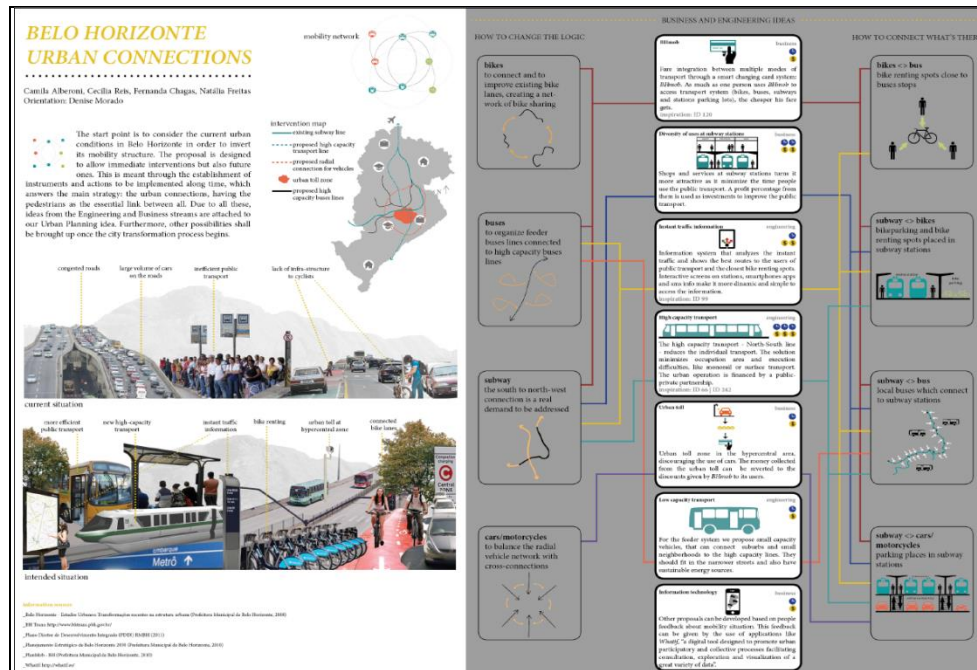 BELO HORIZONTE
URBAN CONNECTIONS
Camila Alberoni, Cecília Reis, Fernanda Chagas, Natália Freitas
Orientation: Denise Morado
The start point is to consider the current urban
conditions in Belo Horizonte in order to invert
its mobility structure. The proposal is designed
to allow immediate interventions but also future
ones. This is meant through the establishment of
instruments and actions to be implemented along time, which
answers the main strategy: the urban connections, having the
pedestrians as the essential link between all. Due to all these,
ideas from the Engineering and Business streams are attached to
our Urban Planning idea. Furthermore, other possibilities shall
be brought up once the city transformation process begins.
mobility network
intervention map
existing subway line
proposed high capacity
transport line
proposed radial
connection for vehicles
urban toll zone
proposed high
capacity buses lines
congested roads
large volume of cars
on the roads
inefficient public
transport
lack of infra-structure
to cyclists
current situation
more efficient
public transport
new high-capacity
transport
instant traffic
information
bike renting
urban toll at
hypercentral zone
connected
bike lanes
Metrô
intended situation
BUSINESS AND ENGINEERING IDEAS
HOW TO CHANGE THE LOGIC
bikes
to connect and to
improve existing bike
lanes, creating a net-
work of bike sharing
buses
to organize feeder
buses lines connected
to high capacity buses
lines
subway
the south to north-west
connection is a real
demand to be addressed
cars/motorcycles
to balance the radial
vehicle network with
cross-connections
BHmob
business
Fare integration between multiple modes of
transport through a smart charging card system:
BHmob. As much as one person uses BHmob to
access transport system (bikes, buses, subways
and stations parking lots), the cheaper his fare
gets.
Diversity of uses at subway stations
business
Shops and services at subway stations turns it
more attractive as it minimize the time people
use the public transport. A profit percentage from
them is used as investments to improve the public
transport.
Instant traffic information
engineering
Information system that analyzes the instant
traffic and shows the best routes to the users of
public transport and the closest bike renting spots.
Interactive screens on stations, smartphones apps
and sms info make it more dinamic and simple to
access the information.
inspiration: ID 99
High capacity transport
engineering
The high capacity transport - North-South line
- reduces the individual transport. The solution
minimizes occupation area and execution
difficulties, like monorail or surface transport.
The urban operation is financed by a public-
private partnership.
Urban toll
business
Urban toll zone in the hypercentral area,
discouraging the use of cars. The money collected
from the urban toll can be reverted to the
discounts given by BHmob to its users.
Low capacity transport
engineering
For the feeder system we propose small capacity
vehicles, that can connect suburbs and small
neighborhoods to the high capacity lines. They
should fit in the narrower streets and also have
sustainable energy sources.
Information technology
Other proposals can be developed based on people
feedback about mobility situation. This feedback
can be given by the use of applications like
WhatIf, "a digital tool designed to promote urban
participatory and collective processes facilitating
consultation, exploration and visualization of a
great variety of data".
HOW TO CONNECT WHAT'S THERE
bikes <> bus
bike renting spots close to
buses stops
subway <> bikes
bikeparking and bike
renting spots placed in
subway stations
subway <> bus
local buses which connect
to subway stations
subway <> cars/
motorcycles
parking places in subway
stations